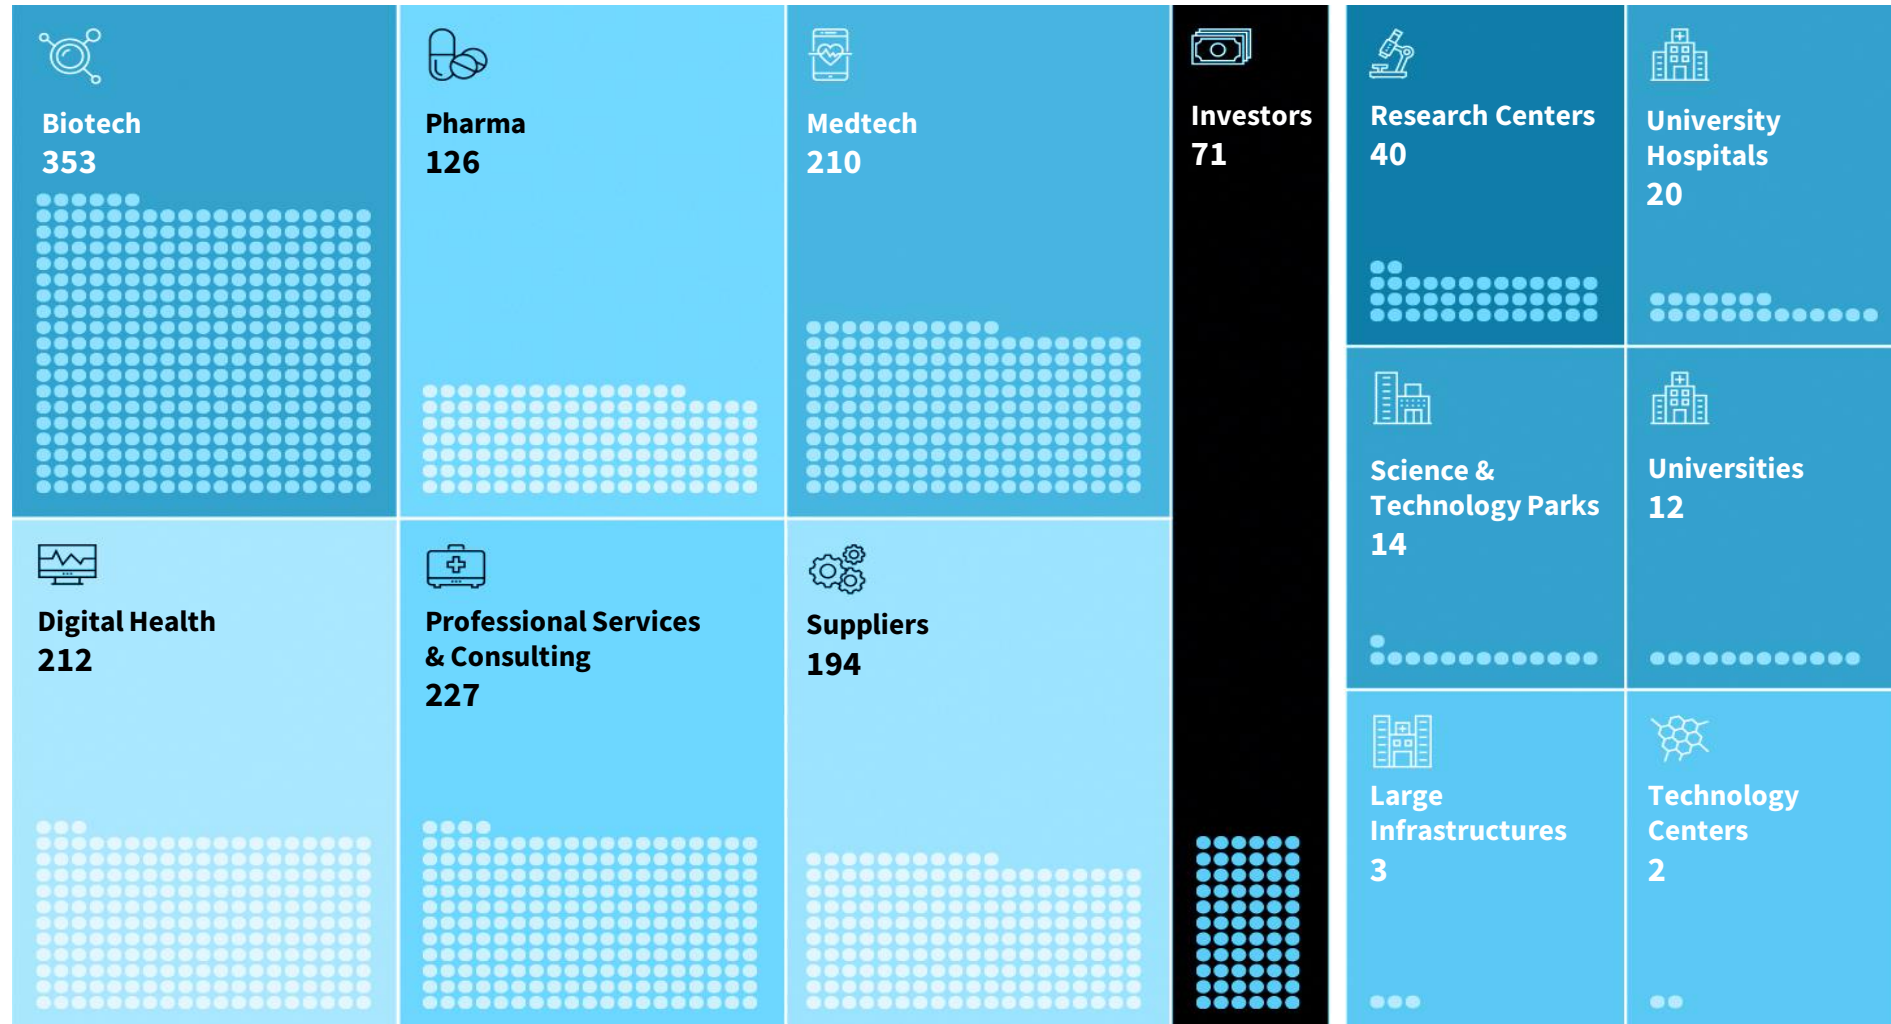 Biotech
353
Pharma
126
Medtech
210
Investors
71
Research Centers
40
University
Hospitals
20
Science &
Technology Parks
14
Universities
12
Digital Health
212
Professional Services
& Consulting
227
Suppliers
194
Large
Infrastructures
3
Technology
Centers
2